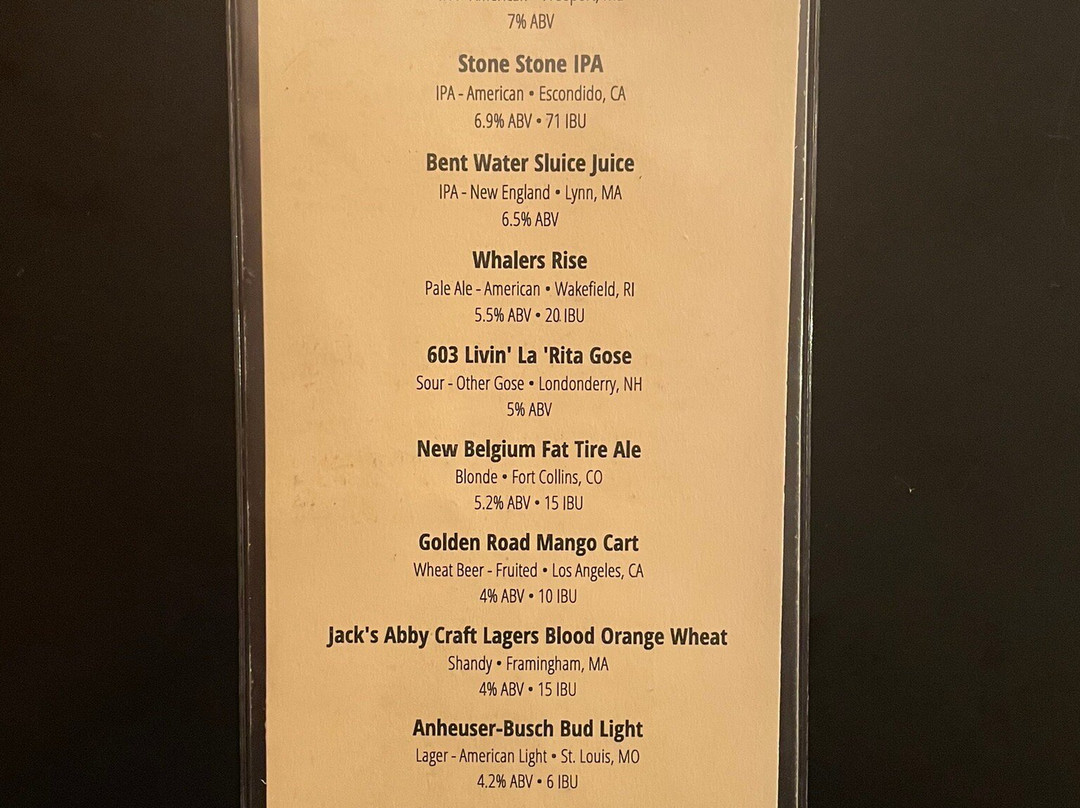 7% ABV
Stone Stone IPA
IPA - American • Escondido, CA
6.9% ABV • 71 IBU
Bent Water Sluice Juice
IPA - New England • Lynn, MA
6.5% ABV
Whalers Rise
Pale Ale - American • Wakefield, RI
5.5% ABV • 20 IBU
603 Livin' La 'Rita Gose
Sour - Other Gose • Londonderry, NH
5% ABV
New Belgium Fat Tire Ale
Blonde • Fort Collins, CO
5.2% ABV • 15 IBU
Golden Road Mango Cart
Wheat Beer - Fruited • Los Angeles, CA
4% ABV • 10 IBU
Jack's Abby Craft Lagers Blood Orange Wheat
Shandy • Framingham, MA
4% ABV • 15 IBU
Anheuser-Busch Bud Light
Lager - American Light • St. Louis, MO
4.2% ABV • 6 IBU